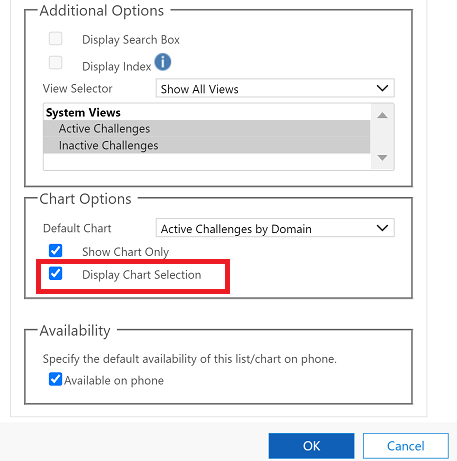 Additional Options
Display Search Box
Display Index
View Selector Show All Views
System Views
Active Challenges
Inactive Challenges
Chart Options
Default Chart Active Challenges by Domain
Show Chart Only
Display Chart Selection
Availability
Specify the default availability of this list/chart on phone.
Available on phone
OK Cancel